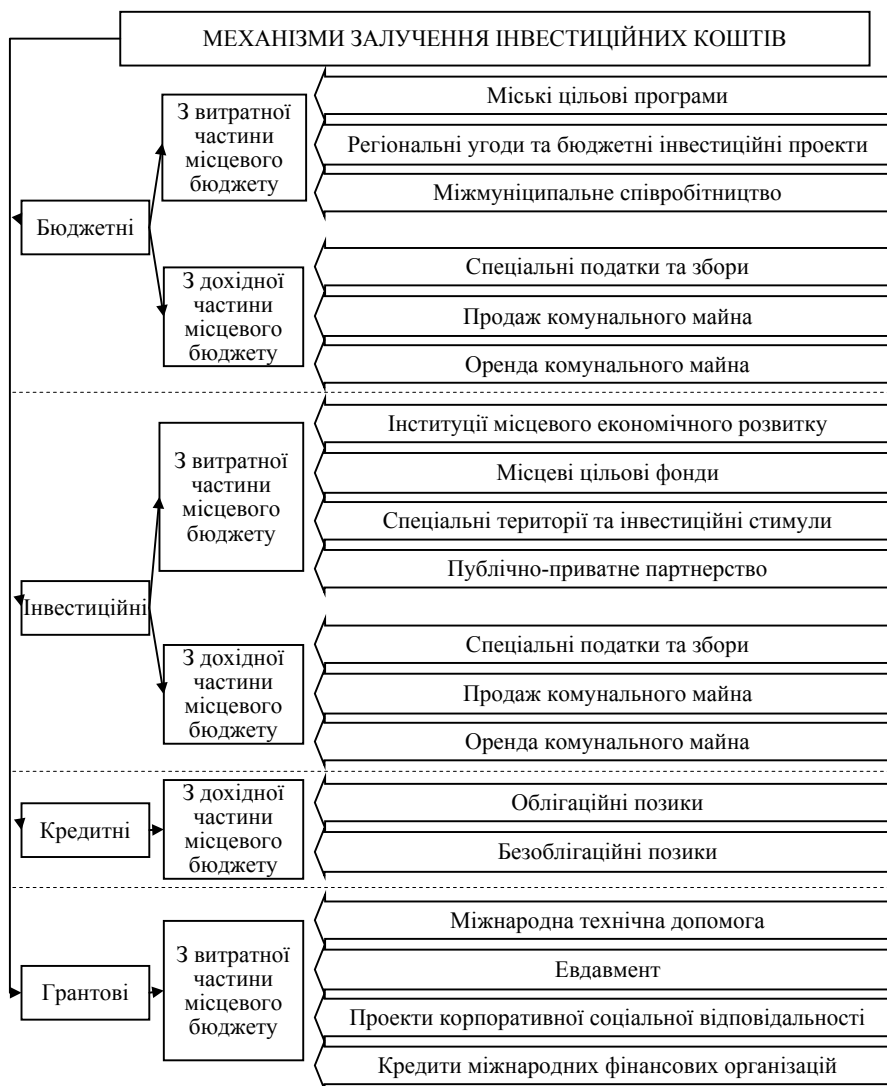 МЕХАНІЗМИ ЗАЛУЧЕННЯ ІНВЕСТИЦІЙНИХ КОШТІВ
Бюджетні
З витратної
частини
місцевого
бюджету
Міські цільові програми
Регіональні угоди та бюджетні інвестиційні проекти
Міжмуніципальне співробітництво
З дохідної
частини
місцевого
бюджету
Спеціальні податки та збори
Продаж комунального майна
Оренда комунального майна
Інвестиційні
З витратної
частини
місцевого
бюджету
Інституції місцевого економічного розвитку
Місцеві цільові фонди
Спеціальні території та інвестиційні стимули
Публічно-приватне партнерство
З дохідної
частини
місцевого
бюджету
Спеціальні податки та збори
Продаж комунального майна
Оренда комунального майна
Кредитні
З дохідної
частини
місцевого
бюджету
Облігаційні позики
Безоблігаційні позики
Грантові
З витратної
частини
місцевого
бюджету
Міжнародна технічна допомога
Евдавмент
Проекти корпоративної соціальної відповідальності
Кредити міжнародних фінансових організацій